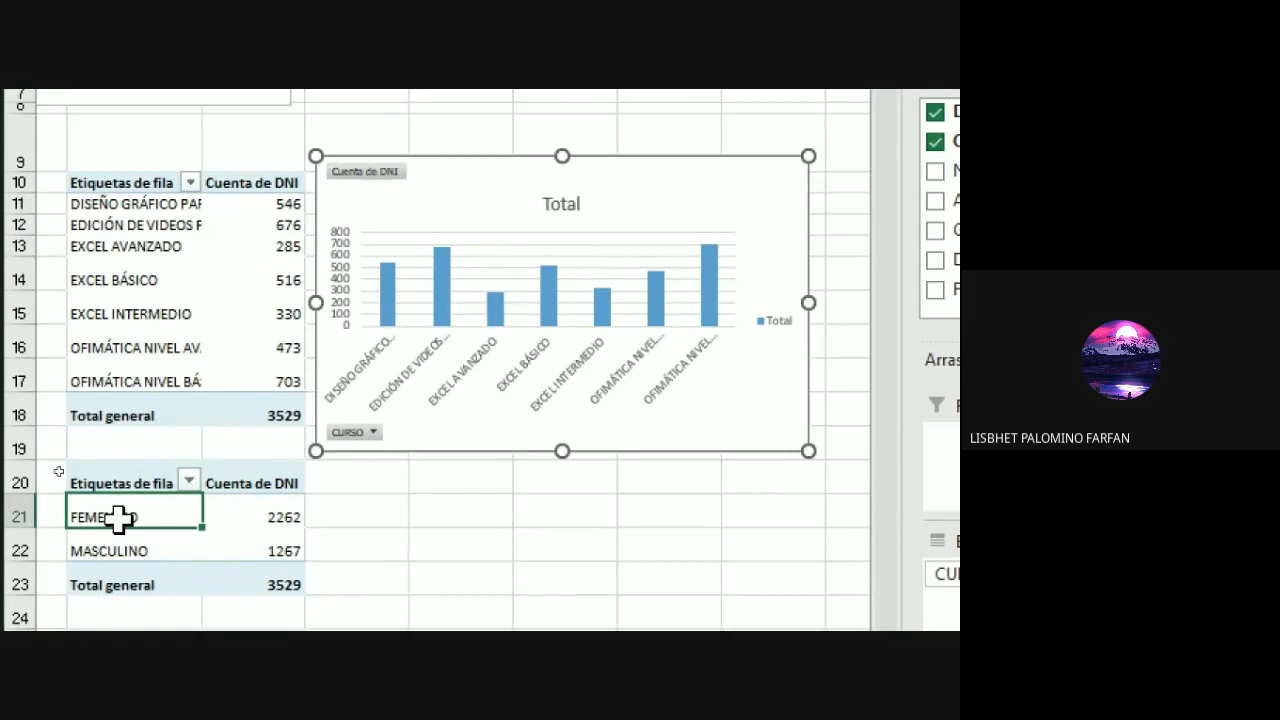 9
10 Etiquetas de fila Cuenta de DNI
11 DISEÑO GRÁFICO PAR 546
12 EDICIÓN DE VIDEOS 676
13 EXCEL AVANZADO 285
14 EXCEL BÁSICO 516
15 EXCEL INTERMEDIO 330
16 OFIMÁTICA NIVEL AV. 473
17 OFIMÁTICA NIVEL BÁ 703
18 Total general 3529
19
20 Etiquetas de fila Cuenta de DNI
21 2262
22 MASCULINO 1267
23 Total general 3529
24
Cuenta de DNI
Total
800
700
600
500
400
300
200
100
0
DISEÑO GRÁFICO...
EDICIÓN DE VIDEOS...
EXCEL AVANZADO
EXCEL BÁSICO
EXCEL INTERMEDIO
OFIMÁTICA NIVEL...
OFIMÁTICA NIVEL...
Total
CURSO
Arras
LISBHET PALOMINO FARFAN